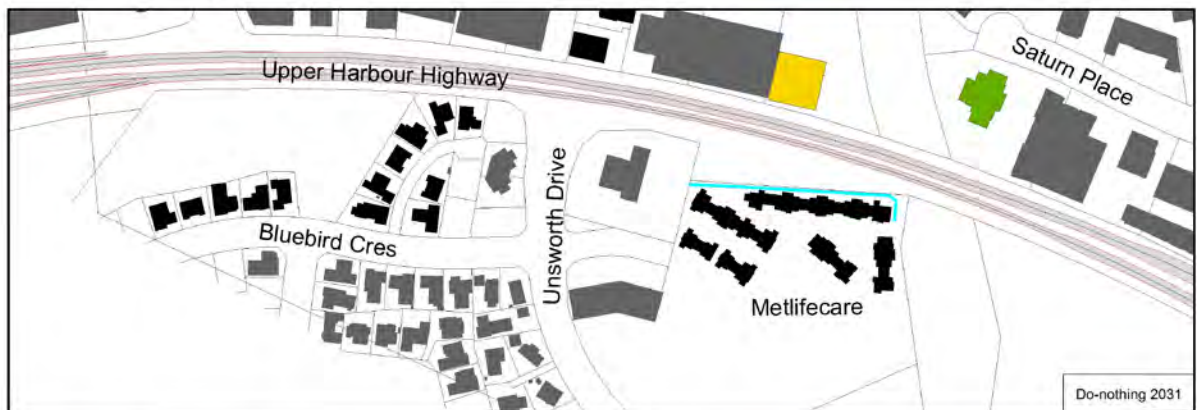 Upper Harbour Highway
Saturn Place
Unsworth Drive
Bluebird Cres
Metlifecare
Do-nothing 2031